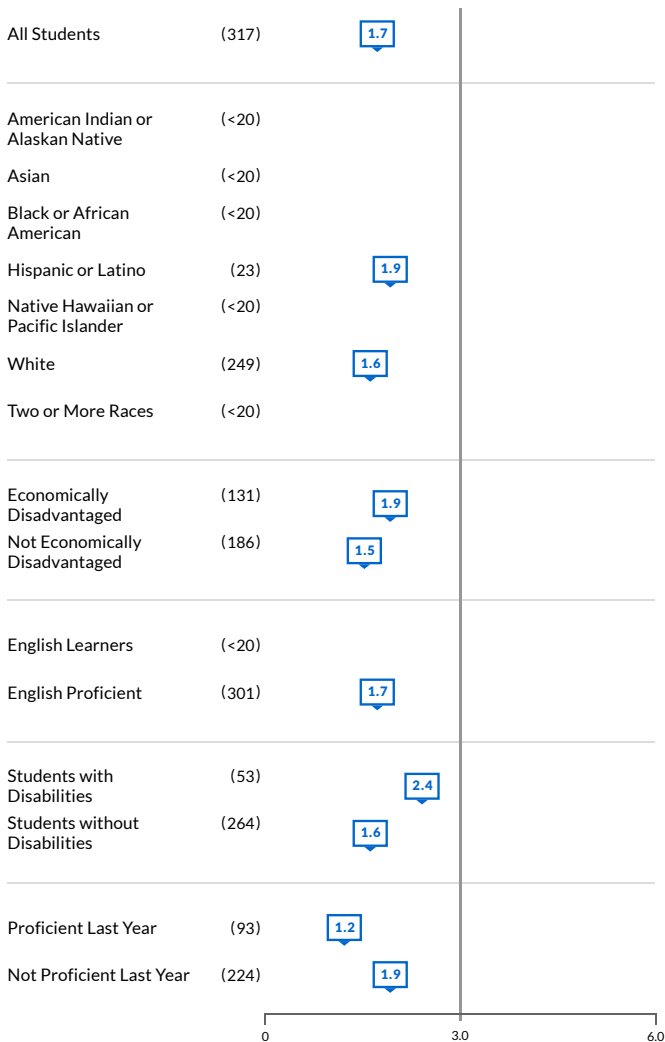 All Students (317) 1.7
American Indian or (<20)
Alaskan Native
Asian (<20)
Black or African (<20)
American
Hispanic or Latino (23) 1.9
Native Hawaiian or (<20)
Pacific Islander
White (249) 1.6
Two or More Races (<20)
Economically (131) 1.9
Disadvantaged
Not Economically (186) 1.5
Disadvantaged
English Learners (<20)
English Proficient (301) 1.7
Students with (53) 2.4
Disabilities
Students without (264) 1.6
Disabilities
Proficient Last Year (93) 1.2
Not Proficient Last Year (224) 1.9
0 3.0 6.0